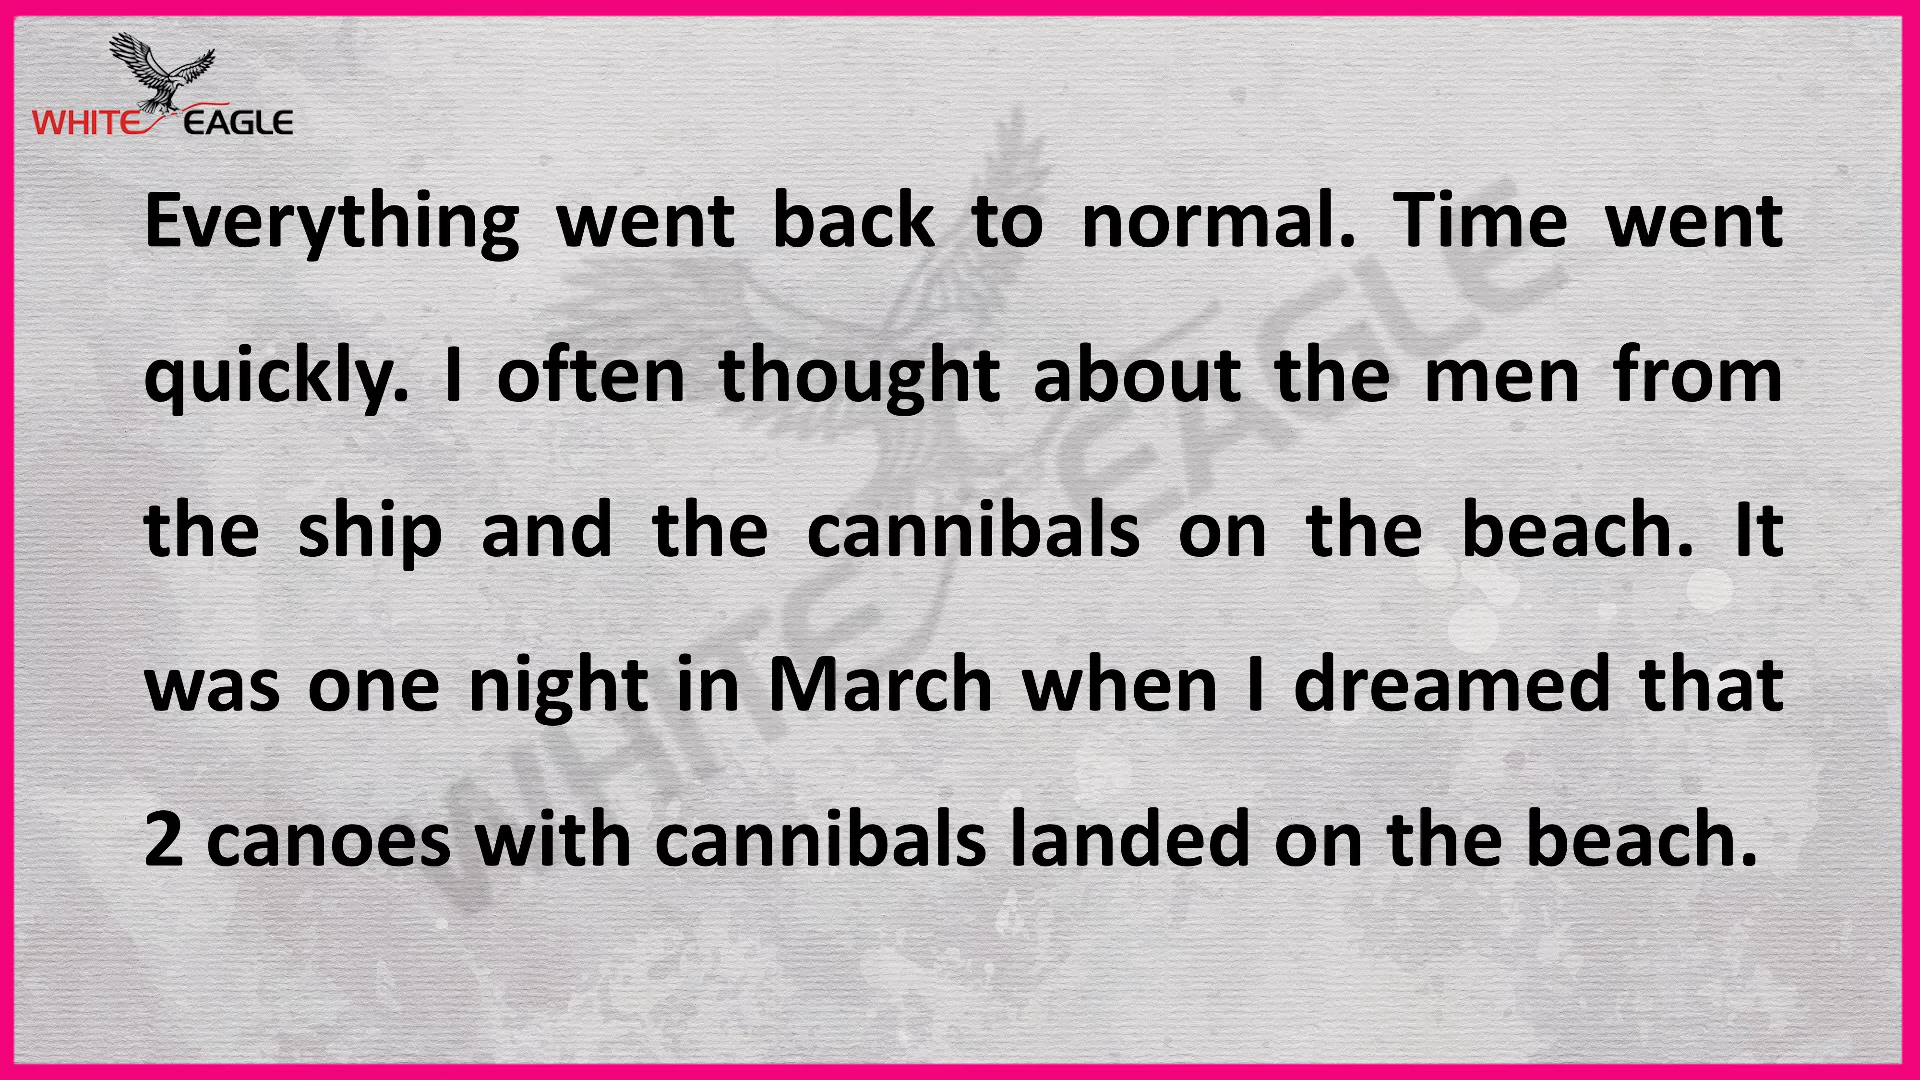 WHITE EAGLE
Everything went back to normal. Time went
quickly. I often thought about the men from
the ship and the cannibals on the beach. It
was one night in March when I dreamed that
2 canoes with cannibals landed on the beach.
WHITE EAGLE